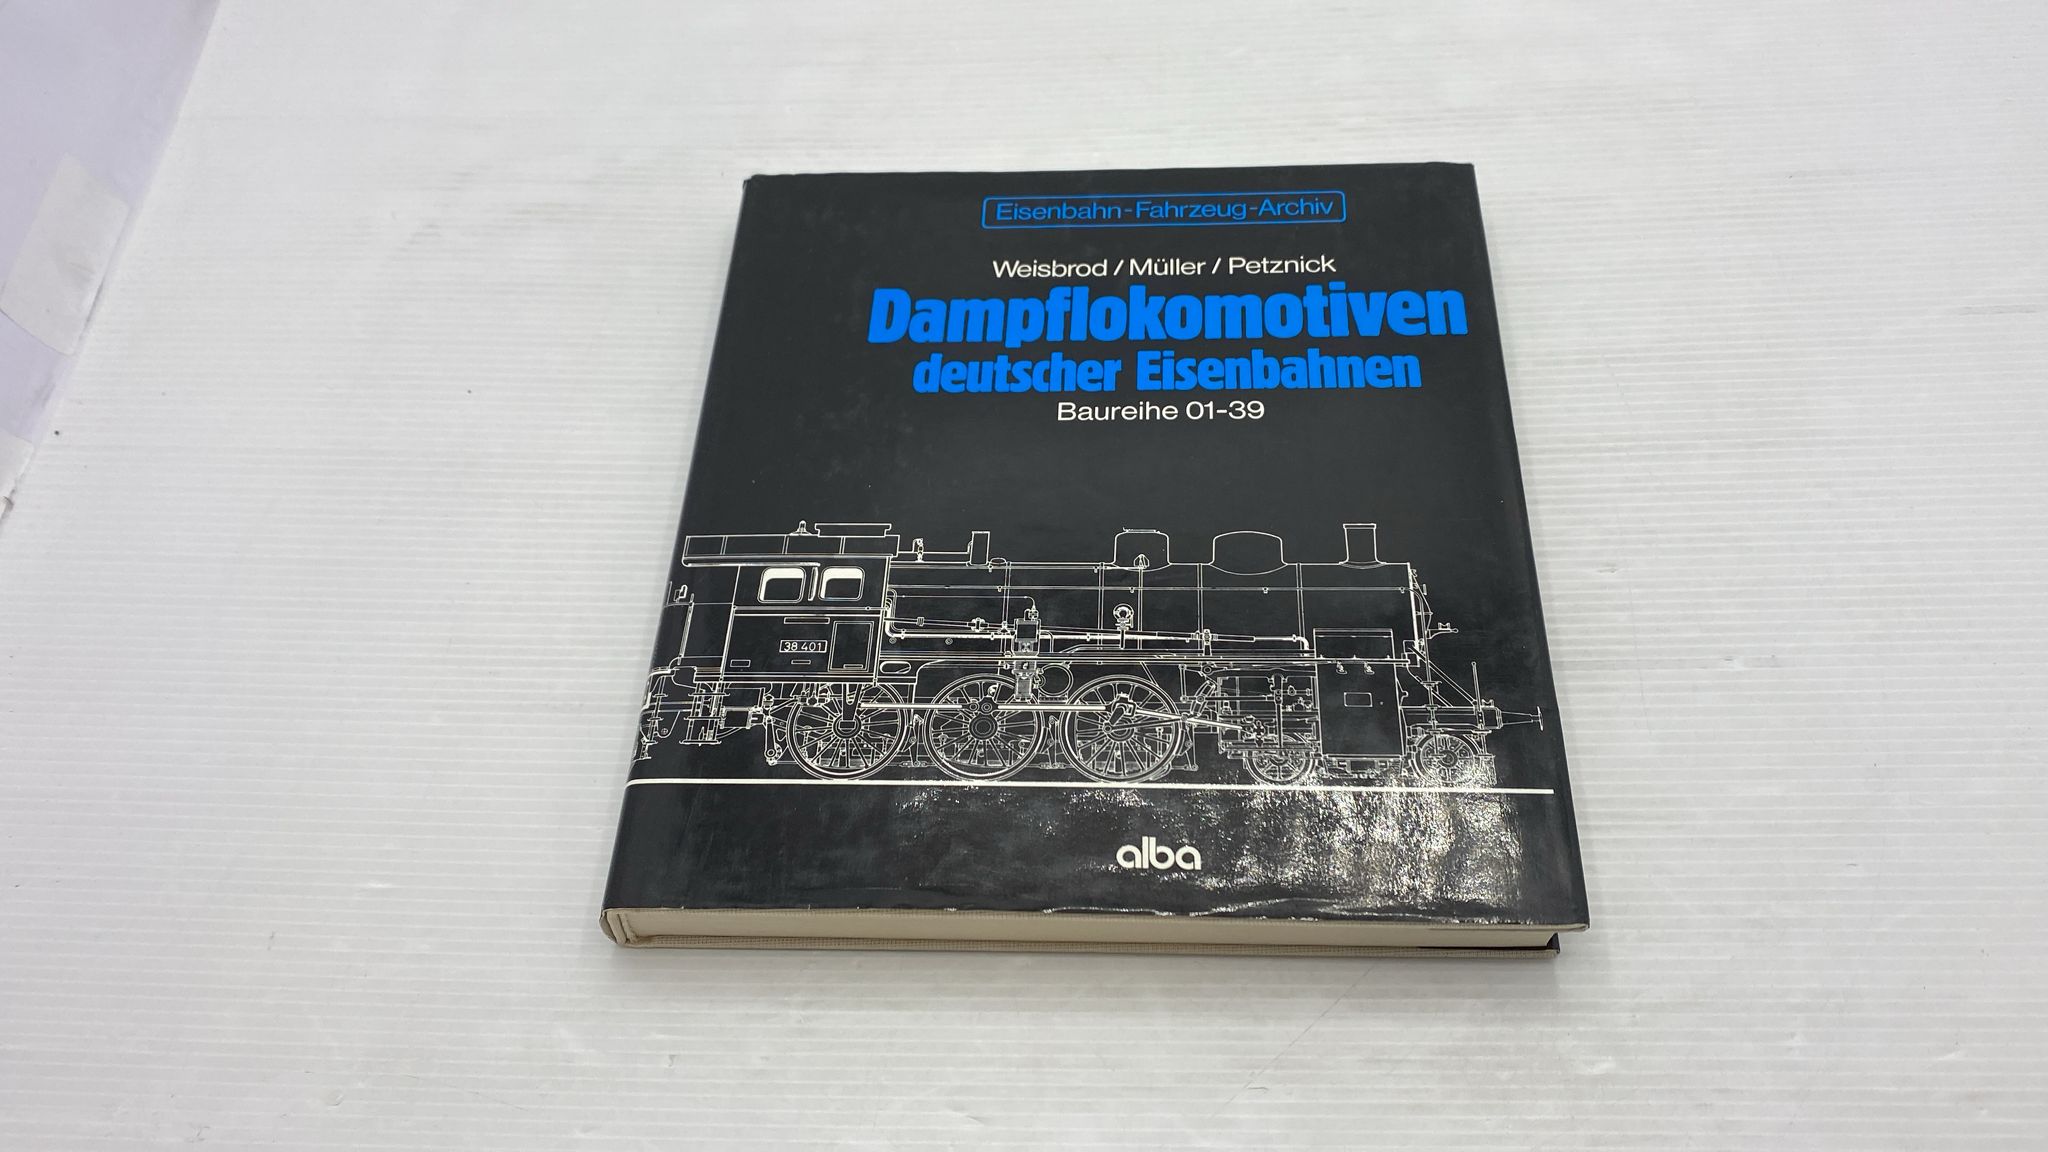 Eisenbahn-Fahrzeug-Archiv
Weisbrod / Müller / Petznick
Dampflokomotiven
deutscher Eisenbahnen
Baureihe 01-39
38 401
alba